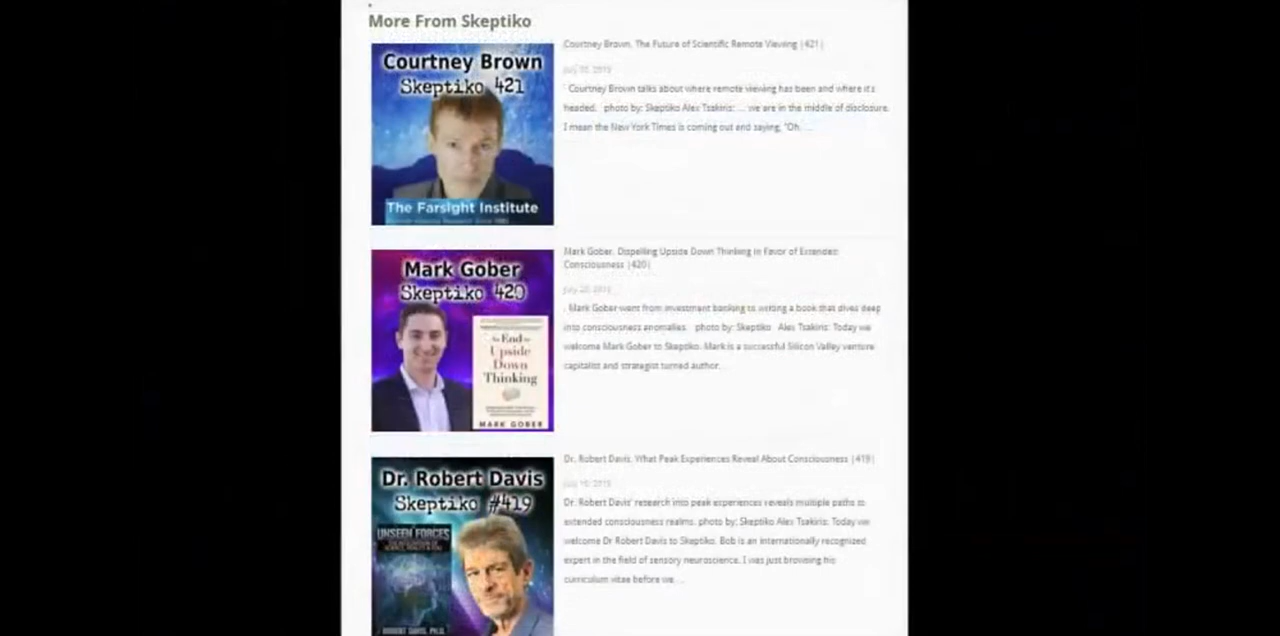 More From Skeptiko
Courtney Brown
Skeptiko 421
The Farsight Institute
Courtney Brown, The Future of Scientific Remote Viewing |421|
2019
Courtney Brown talks about where remote viewing has been and where it's
headed. photo by: Skeptiko Alex Tsakiris: ... we are in the middle of disclosure.
I mean the New York Times is coming out and saying, "Oh, ...
Mark Gober
Skeptiko 420
An End to
Upside
Down
Thinking
MARK GOBER
Mark Gober, Dispelling Upside Down Thinking in Favor of Extended
Consciousness |420|
2019
. Mark Gober went from investment banking to writing a book that dives deep
into consciousness anomalies. photo by: Skeptiko Alex Tsakiris: Today we
welcome Mark Gober to Skeptiko. Mark is a successful Silicon Valley venture
capitalist and strategist turned author.
Dr. Robert Davis
Skeptiko #419
UNSEEN FORCES
ROBERT DAVIS, PH.D.
Dr. Robert Davis, What Peak Experiences Reveal About Consciousness |419|
2019
Dr. Robert Davis' research into peak experiences reveals multiple paths to
extended consciousness realms. photo by: Skeptiko Alex Tsakiris: Today we
welcome Dr Robert Davis to Skeptiko. Bob is an internationally recognized
expert in the field of sensory neuroscience. I was just browsing his
curriculum vitae before we ...